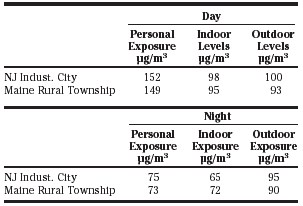 Day
Personal Indoor Outdoor
Exposure Levels Levels
µg/m³ µg/m³ µg/m³
NJ Indust. City 152 98 100
Maine Rural Township 149 95 93
Night
Personal Indoor Outdoor
Exposure Exposure Exposure
µg/m³ µg/m³ µg/m³
NJ Indust. City 75 65 95
Maine Rural Township 73 72 90